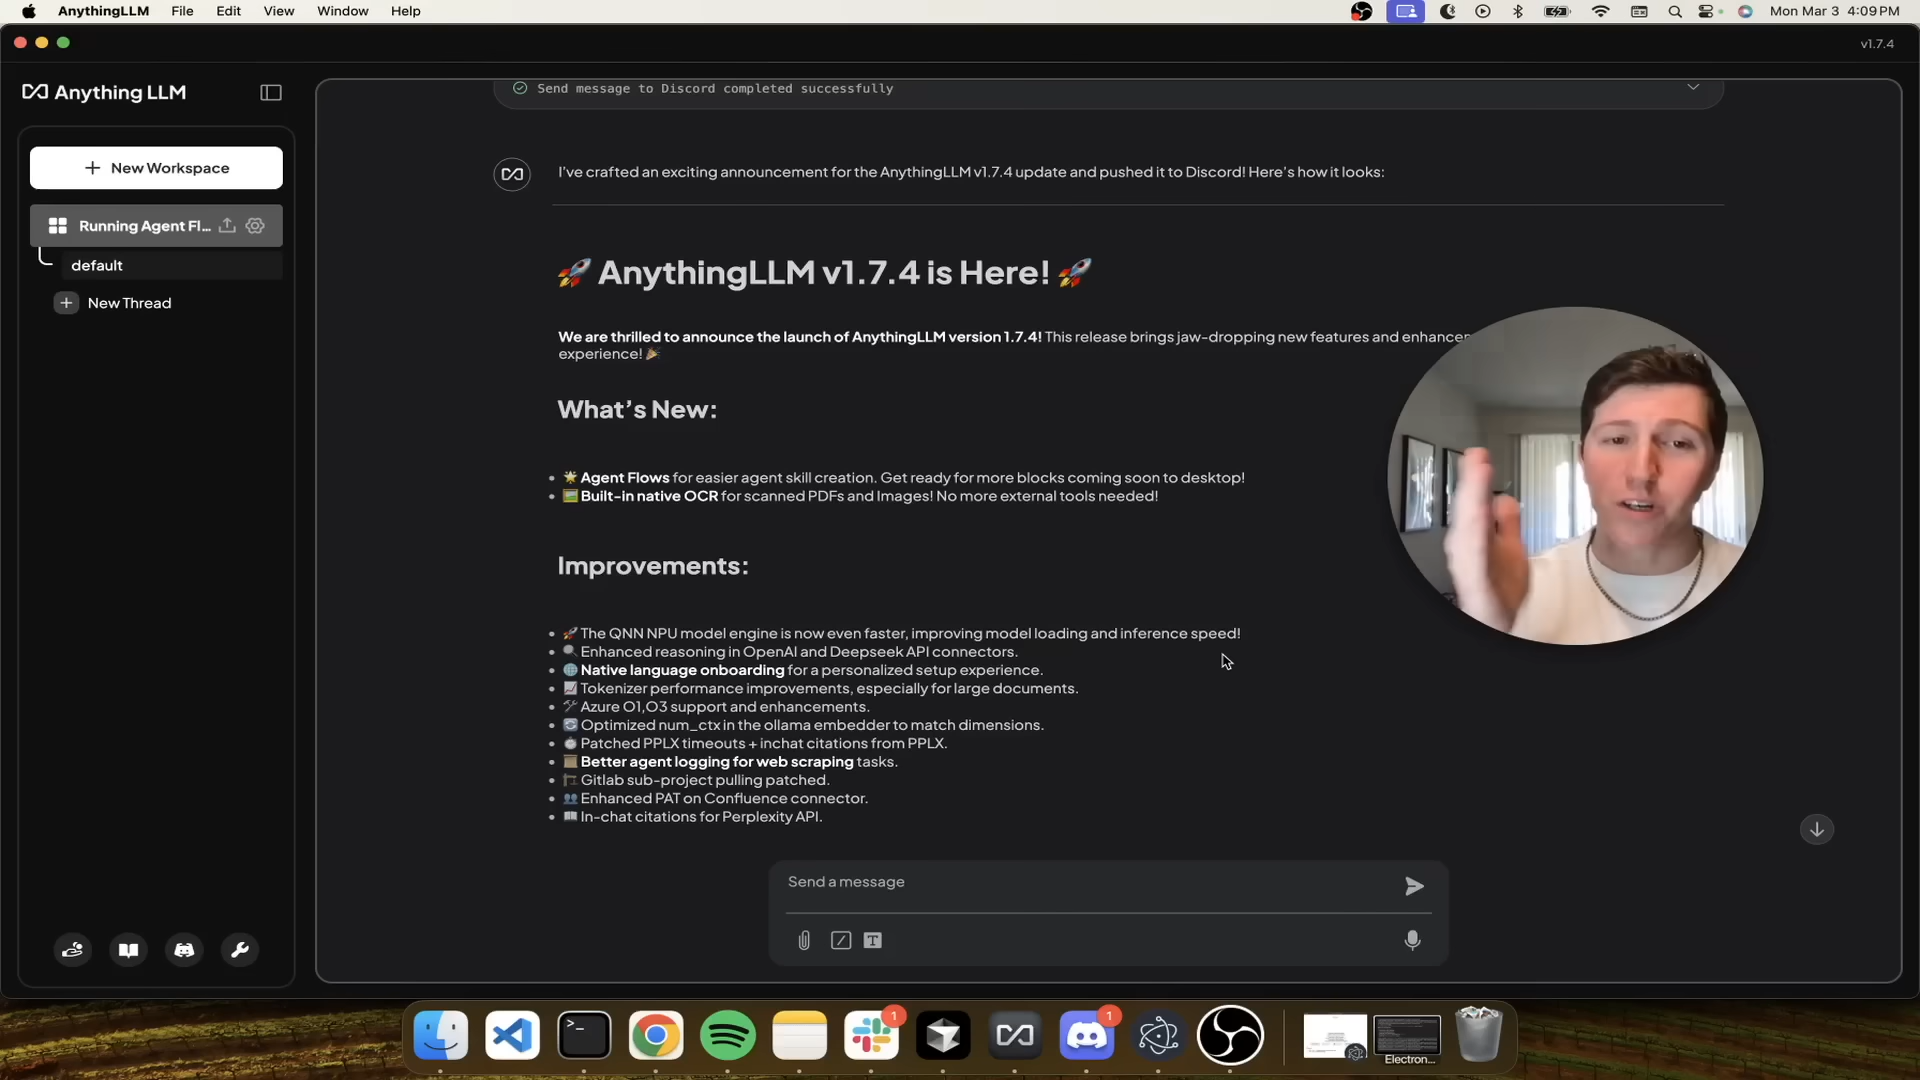 AnythingLLM File Edit View Window Help
Mon Mar 3 4:09 PM
v1.7.4
Anything LLM
New Workspace
Running Agent Fl...
default
New Thread
Send message to Discord completed successfully
I've crafted an exciting announcement for the AnythingLLM v1.7.4 update and pushed it to Discord! Here's how it looks:
🚀 AnythingLLM v1.7.4 is Here! 🚀
We are thrilled to announce the launch of AnythingLLM version 1.7.4! This release brings jaw-dropping new features and
experience! 🎉
What's New:
• 🌟 Agent Flows for easier agent skill creation. Get ready for more blocks coming soon to desktop!
• 🖼️ Built-in native OCR for scanned PDFs and Images! No more external tools needed!
Improvements:
• 🚀 The QNN NPU model engine is now even faster, improving model loading and inference speed!
• 🔍 Enhanced reasoning in OpenAI and Deepseek API connectors.
• 🌐 Native language onboarding for a personalized setup experience.
• 📈 Tokenizer performance improvements, especially for large documents.
• 🛠️ Azure O1,O3 support and enhancements.
• 🔄 Optimized num_ctx in the ollama embedder to match dimensions.
• ⏱️ Patched PPLX timeouts + inchat citations from PPLX.
• 📜 Better agent logging for web scraping tasks.
• 🏗️ Gitlab sub-project pulling patched.
• 👥 Enhanced PAT on Confluence connector.
• 📖 In-chat citations for Perplexity API.
Send a message
T
1
1
Electron...